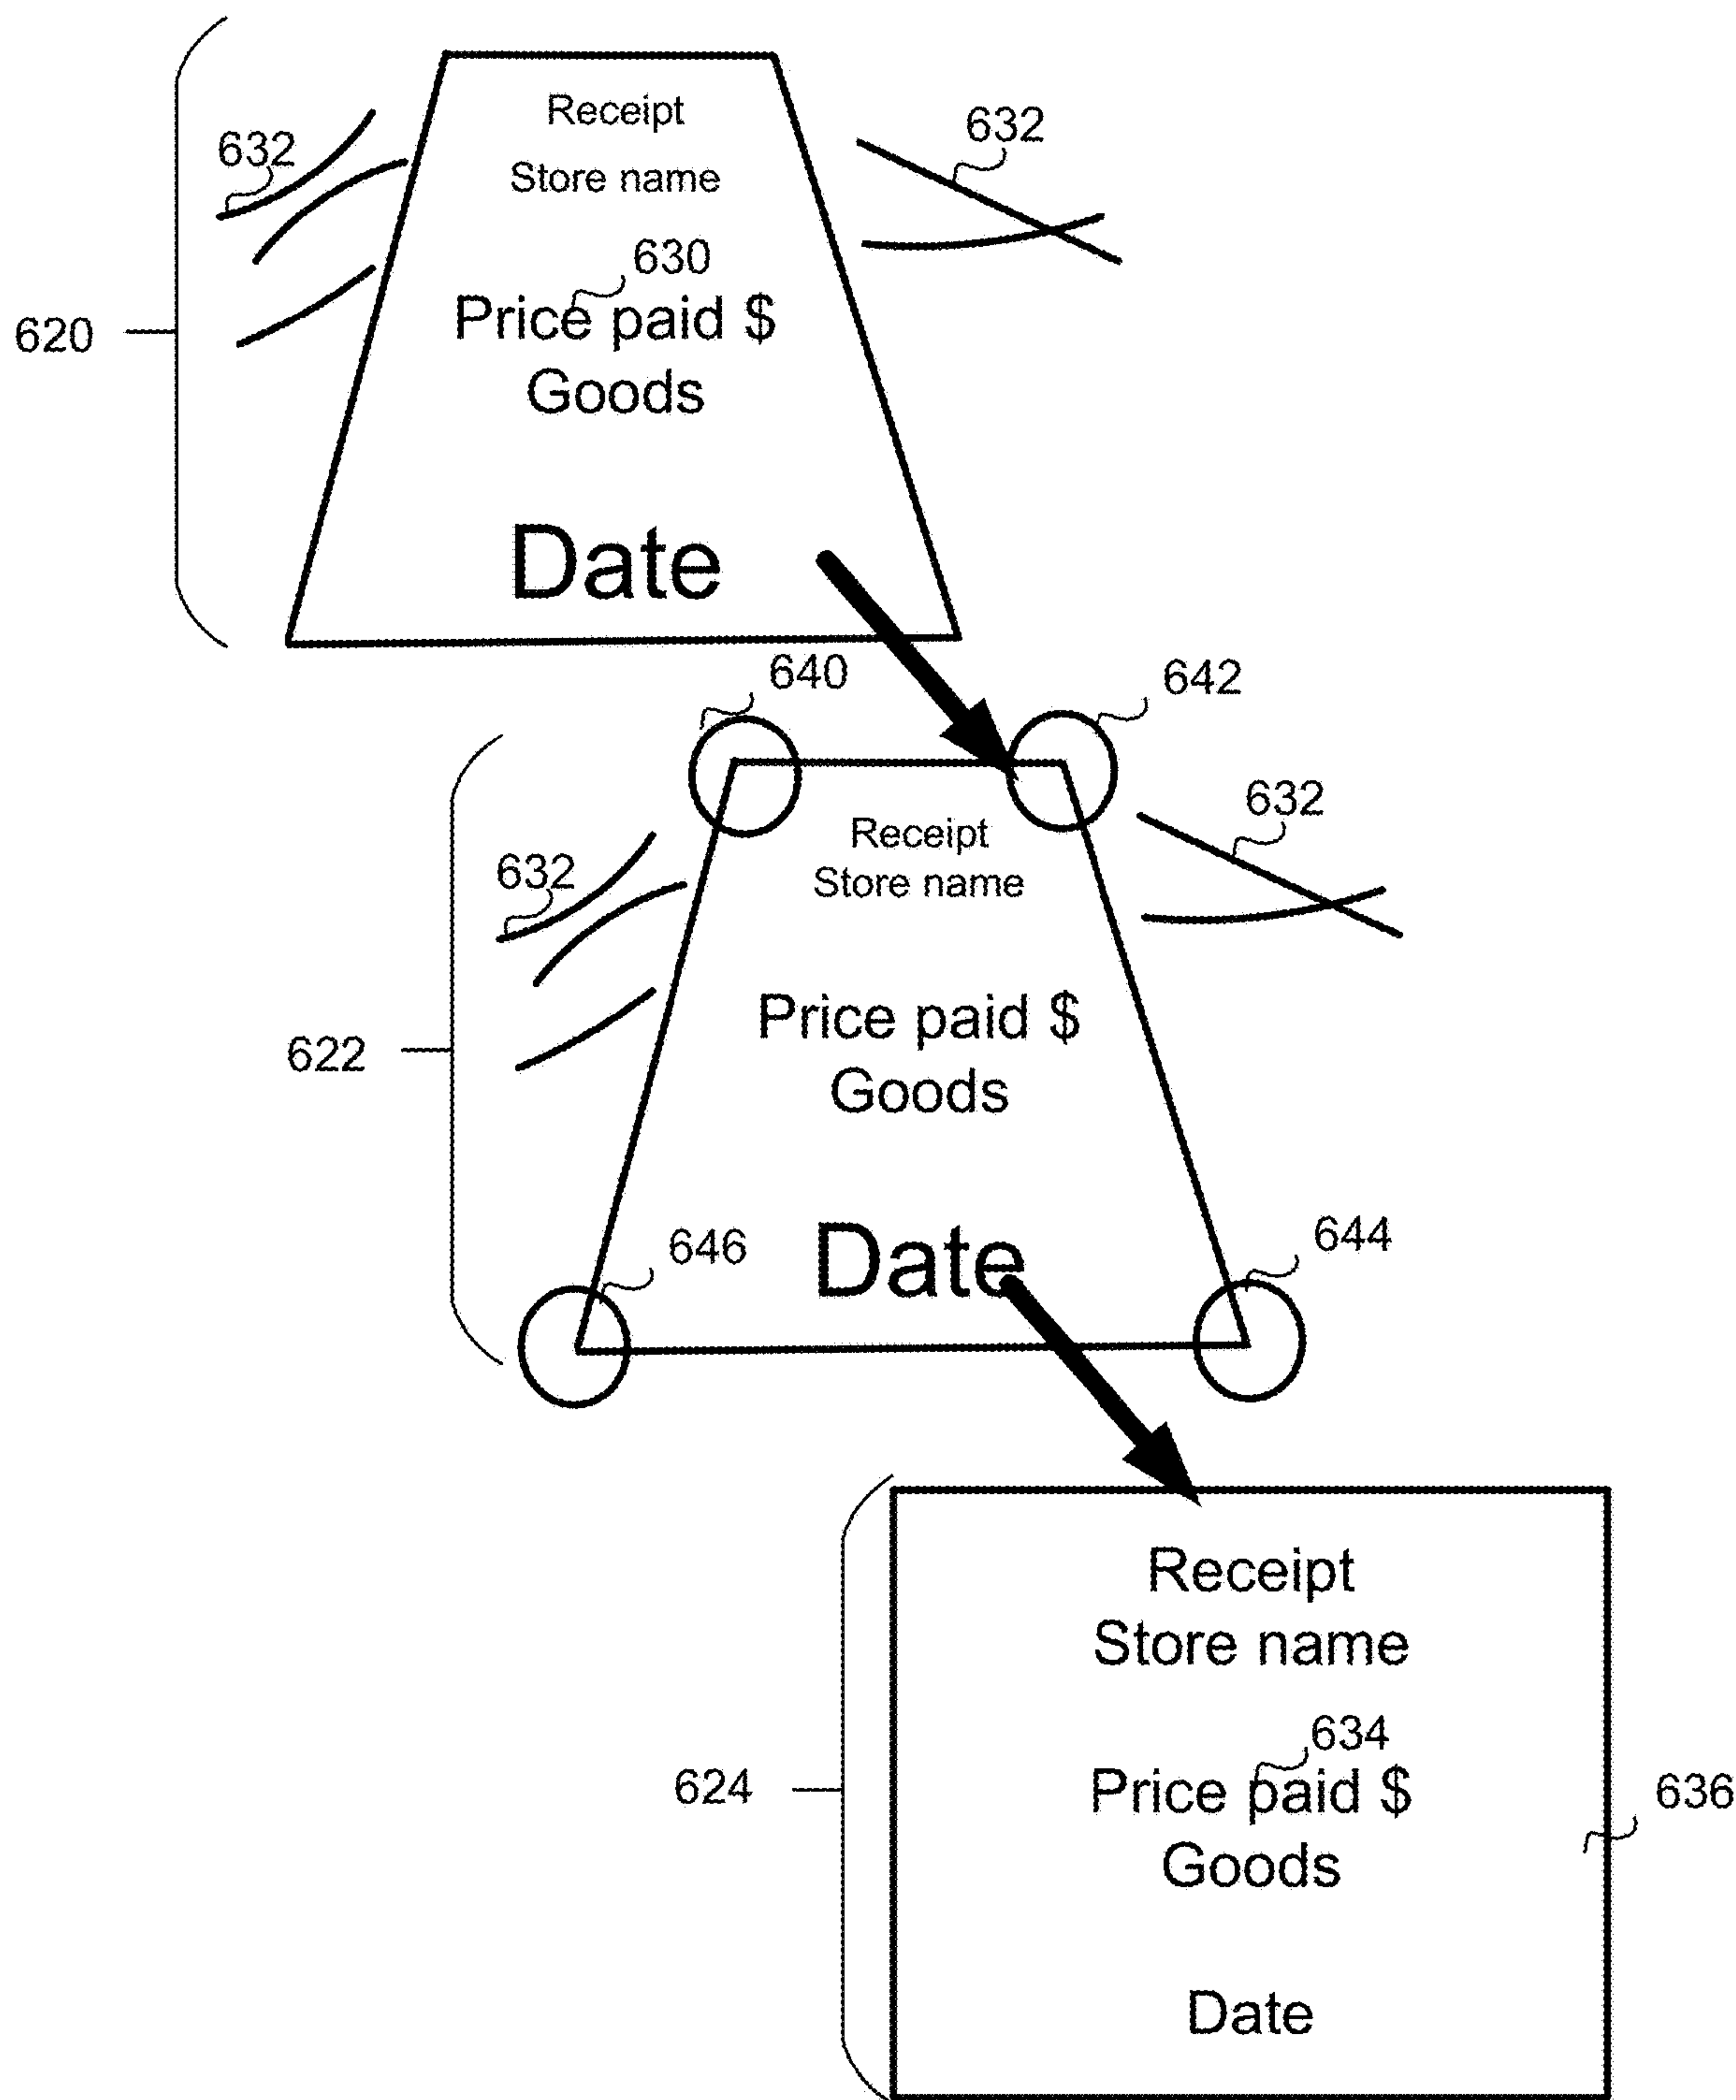 Receipt
632
632
Store name
630
Price paid $
620
Goods
Date
640
642
632
Receipt
632
Store name
Price paid $
622
Goods
646
644
Date
Receipt
Store name
634
624
Price paid $
636
Goods
Date